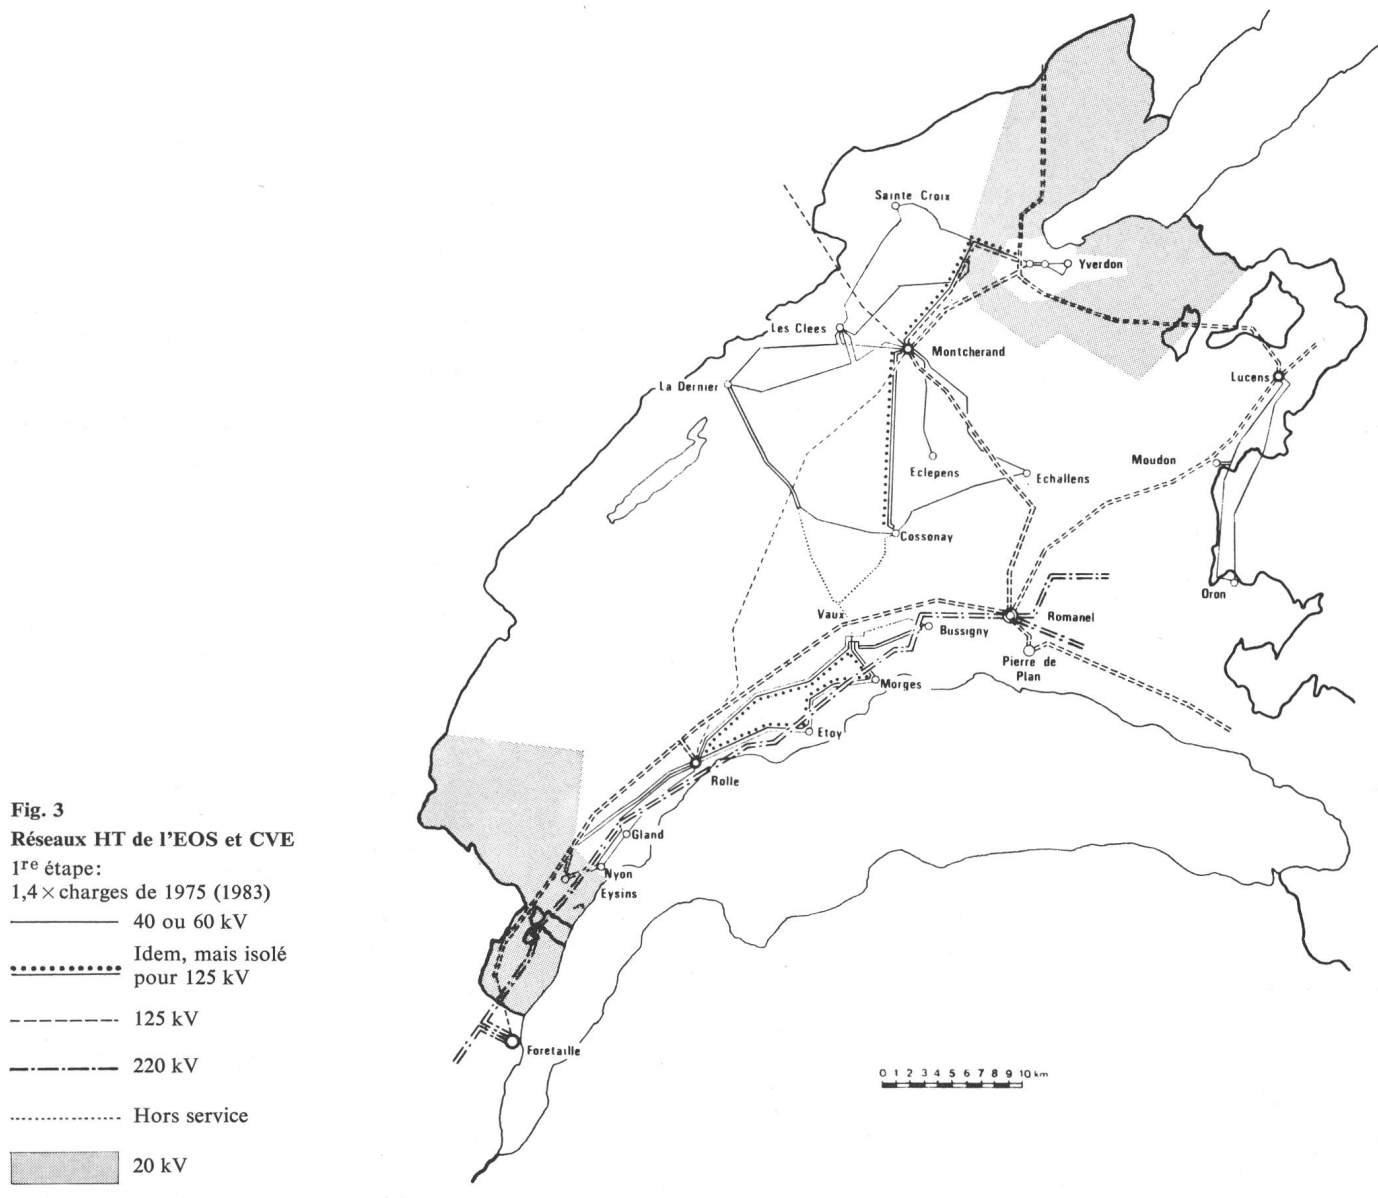 Sainte Croix
Yverdon
Les Clees
Montcherand
La Dernier
Lucens
Eclepens
Echallens
Moudon
Cossonay
Oron
Vaux
Romanel
Bussigny
Pierre de
Plan
Morges
Etoy
Rolle
Gland
Nyon
Eysins
Foretaille
0 1 2 3 4 5 6 7 8 9 10 km
Fig. 3
Réseaux HT de l'EOS et CVE
1re étape:
1,4 × charges de 1975 (1983)
40 ou 60 kV
Idem, mais isolé
pour 125 kV
125 kV
220 kV
Hors service
20 kV